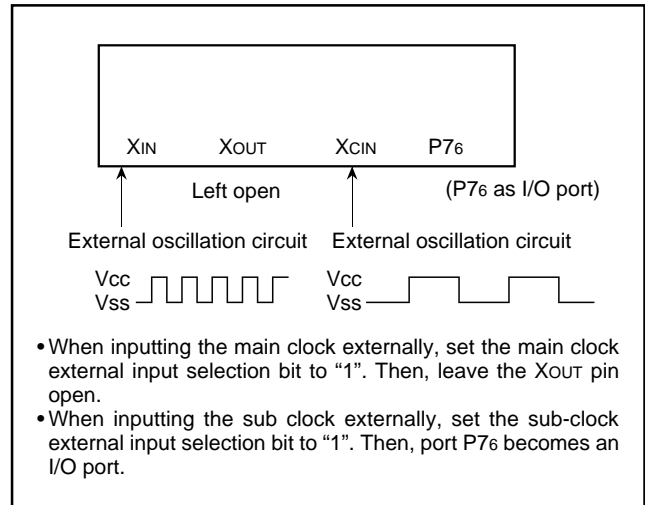 XIN XOUT XCIN P76
Left open (P76 as I/O port)
External oscillation circuit External oscillation circuit
Vcc Vcc
Vss Vss
•When inputting the main clock externally, set the main clock
external input selection bit to “1”. Then, leave the XOUT pin
open.
•When inputting the sub clock externally, set the sub-clock
external input selection bit to “1”. Then, port P76 becomes an
I/O port.